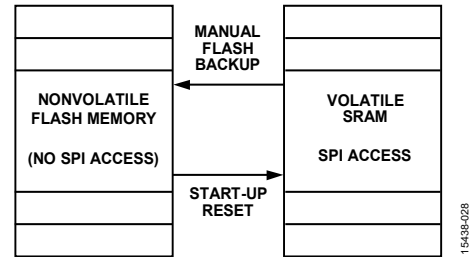 MANUAL
FLASH
BACKUP
NONVOLATILE
FLASH MEMORY
(NO SPI ACCESS)
VOLATILE
SRAM
SPI ACCESS
START-UP
RESET
15438-028